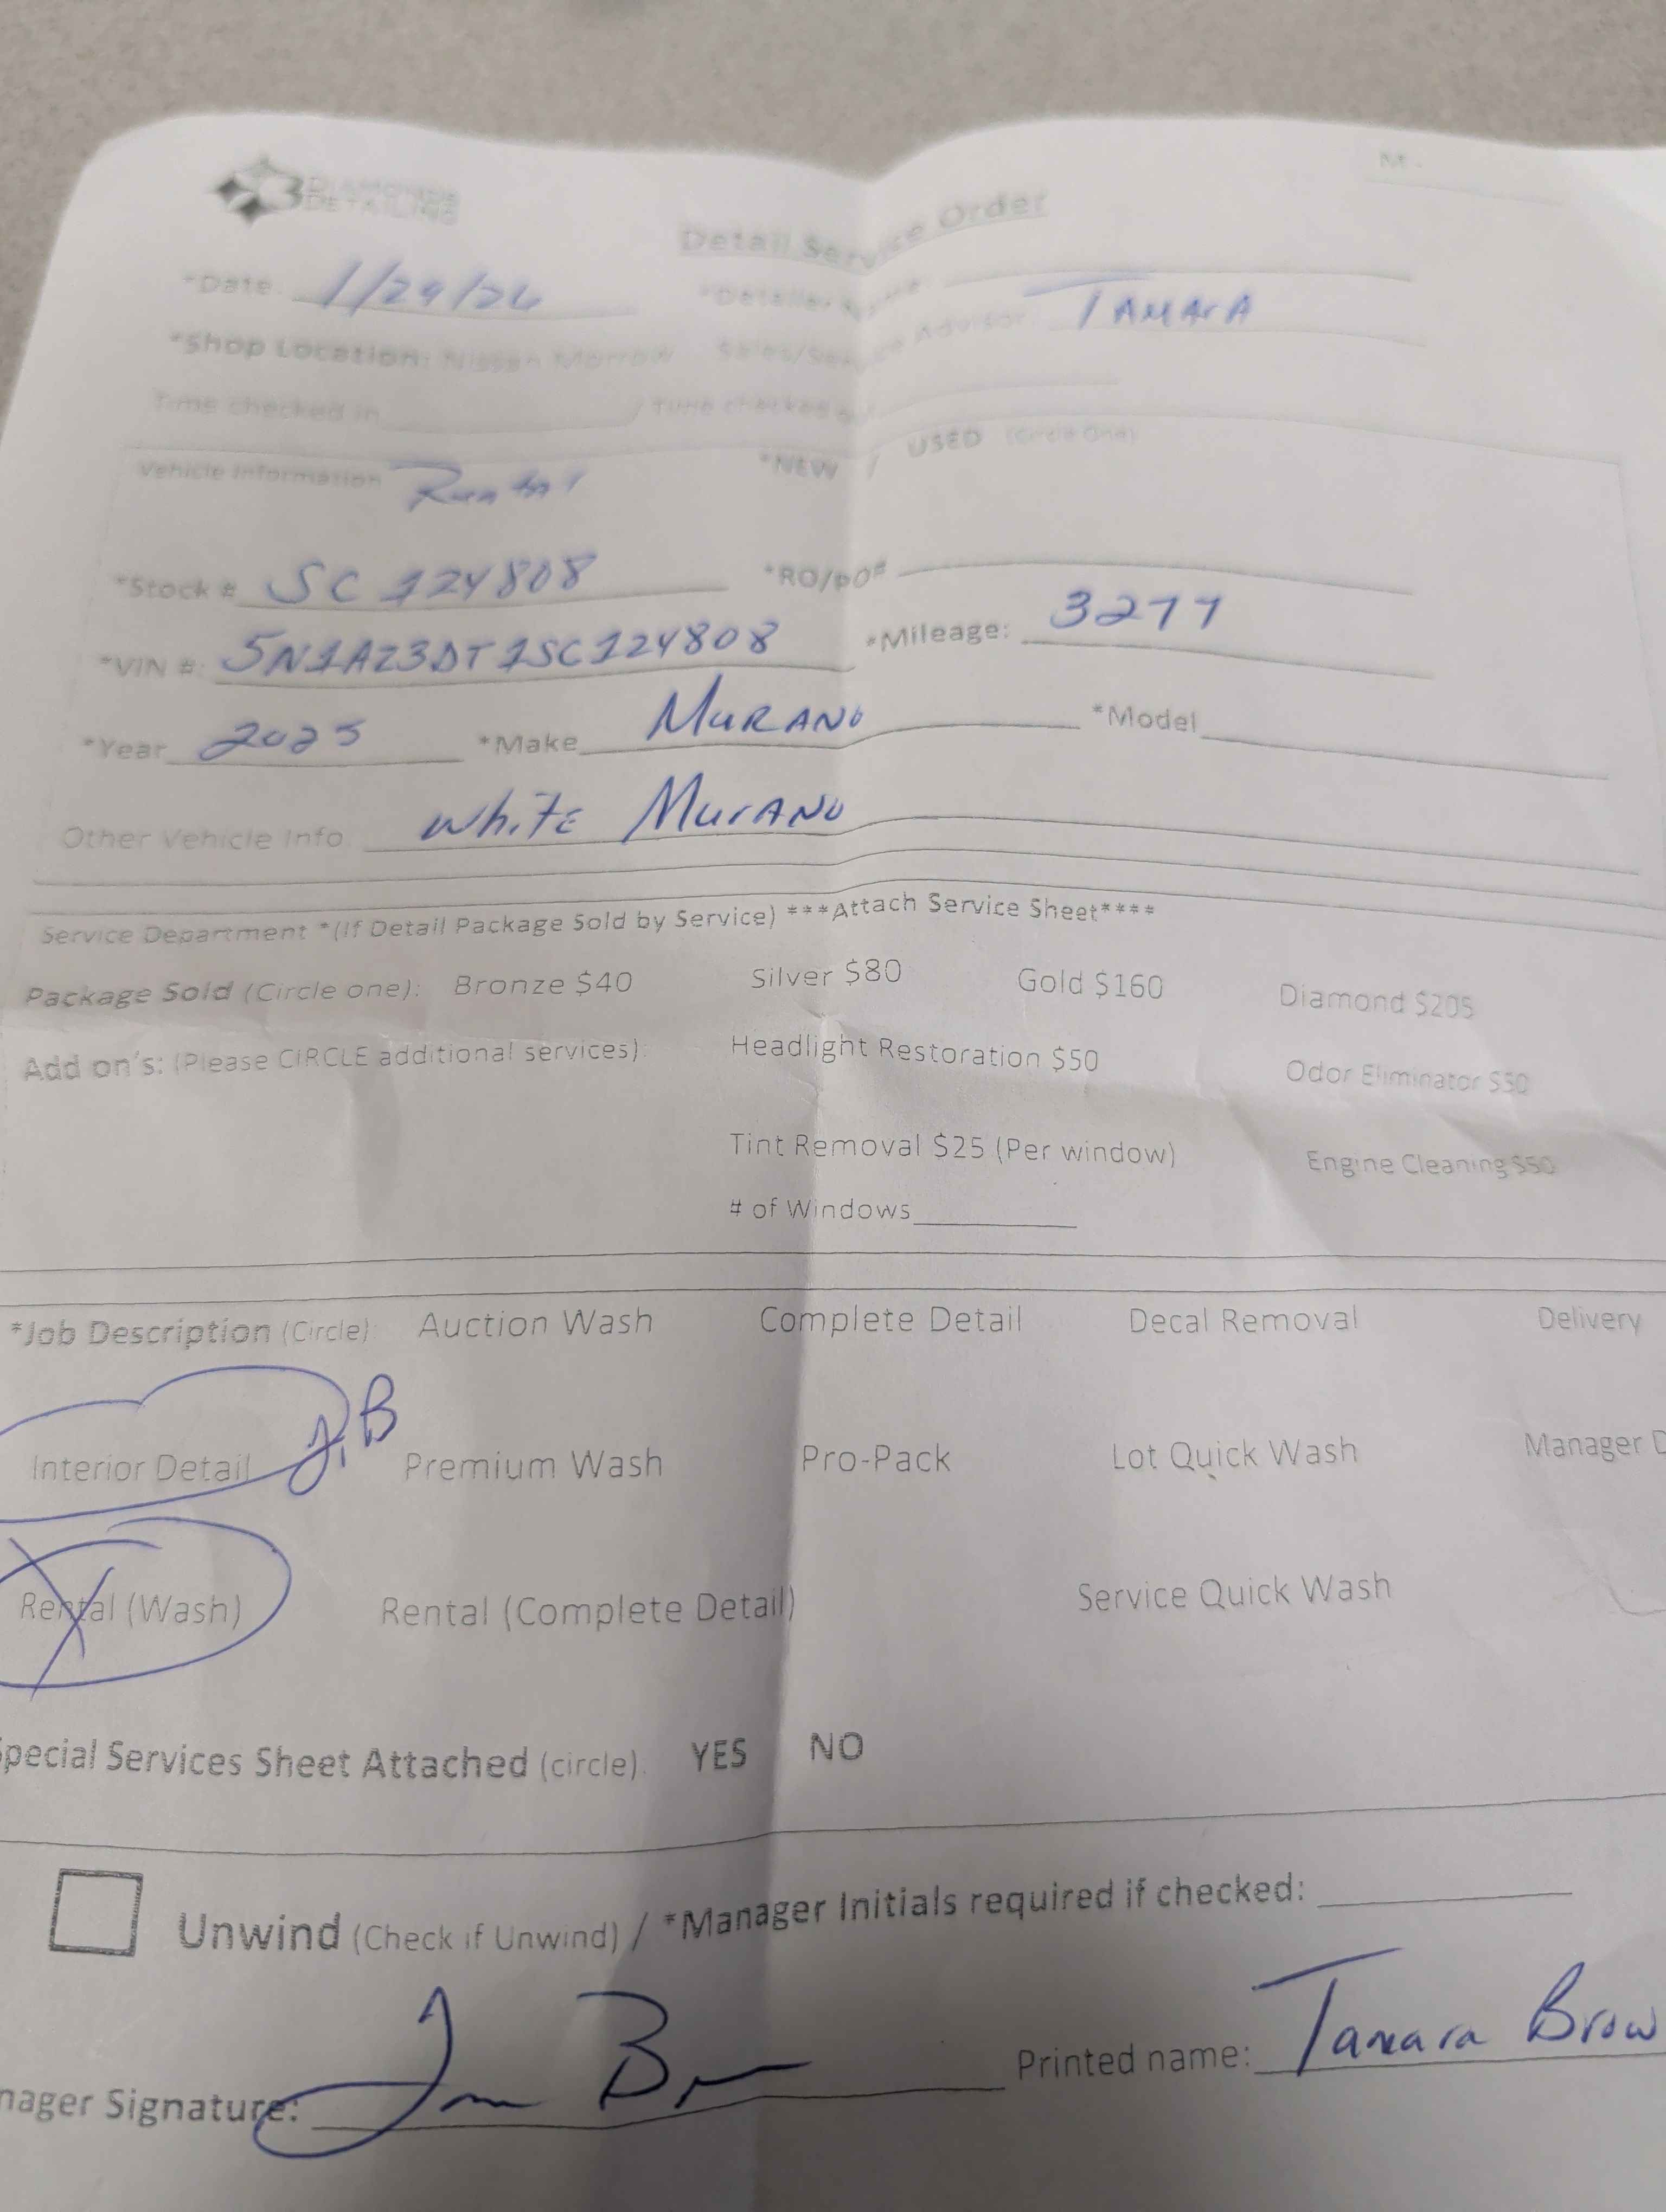 3 DIAMONDS DETAILING
Detail Service Order
*Date 1/29/26 *Detailer
*Shop Location: Nissan Morrow Sales/Service Advisor TAMArA
Time checked in / Time checked
Vehicle Information *NEW / USED (Circle One)
*Stock # SC 124808 *RO/PO#
*VIN #: 5N1AZ3DT1SC124808 *Mileage: 3277
*Year 2025 *Make MURANO *Model
Other Vehicle Info White MurANO
Service Department *(If Detail Package Sold by Service) ***Attach Service Sheet****
Package Sold (Circle one): Bronze $40 Silver $80 Gold $160 Diamond $205
Add on's: (Please CIRCLE additional services): Headlight Restoration $50 Odor Eliminator $50
Tint Removal $25 (Per window) Engine Cleaning $50
# of Windows
*Job Description (Circle): Auction Wash Complete Detail Decal Removal Delivery
Interior Detail J.B Premium Wash Pro-Pack Lot Quick Wash Manager D
Rental (Wash) Rental (Complete Detail) Service Quick Wash
pecial Services Sheet Attached (circle). YES NO
Unwind (Check if Unwind) / *Manager Initials required if checked:
nager Signature: Printed name: Tamara Brow